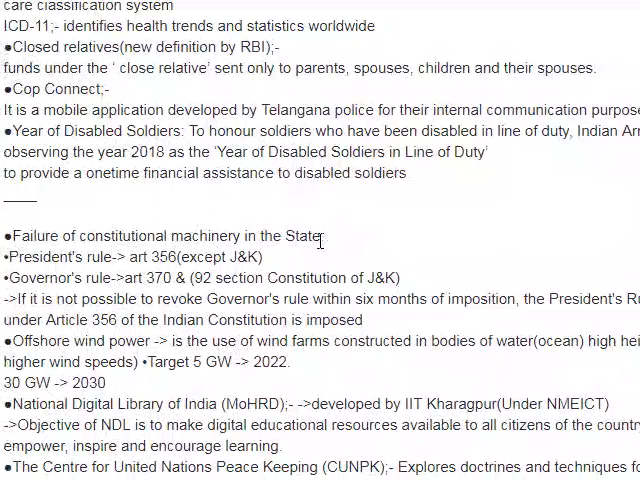 care classification system
ICD-11;- identifies health trends and statistics worldwide
●Closed relatives(new definition by RBI);-
funds under the ‘ close relative’ sent only to parents, spouses, children and their spouses.
●Cop Connect;-
It is a mobile application developed by Telangana police for their internal communication purpose
●Year of Disabled Soldiers: To honour soldiers who have been disabled in line of duty, Indian Ar
observing the year 2018 as the ‘Year of Disabled Soldiers in Line of Duty’
to provide a onetime financial assistance to disabled soldiers
____
●Failure of constitutional machinery in the State;
•President's rule-> art 356(except J&K)
•Governor's rule->art 370 & (92 section Constitution of J&K)
->If it is not possible to revoke Governor's rule within six months of imposition, the President's Ru
under Article 356 of the Indian Constitution is imposed
●Offshore wind power -> is the use of wind farms constructed in bodies of water(ocean) high hei
higher wind speeds) •Target 5 GW -> 2022.
30 GW -> 2030
●National Digital Library of India (MoHRD);- ->developed by IIT Kharagpur(Under NMEICT)
->Objective of NDL is to make digital educational resources available to all citizens of the countr
empower, inspire and encourage learning.
●The Centre for United Nations Peace Keeping (CUNPK);- Explores doctrines and techniques fo